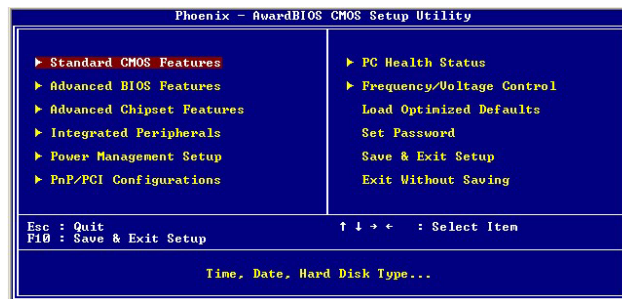 Phoenix - AwardBIOS CMOS Setup Utility
► Standard CMOS Features
► Advanced BIOS Features
► Advanced Chipset Features
► Integrated Peripherals
► Power Management Setup
► PnP/PCI Configurations
► PC Health Status
► Frequency/Voltage Control
Load Optimized Defaults
Set Password
Save & Exit Setup
Exit Without Saving
Esc : Quit
F10 : Save & Exit Setup
↑ ↓ → ← : Select Item
Time, Date, Hard Disk Type...